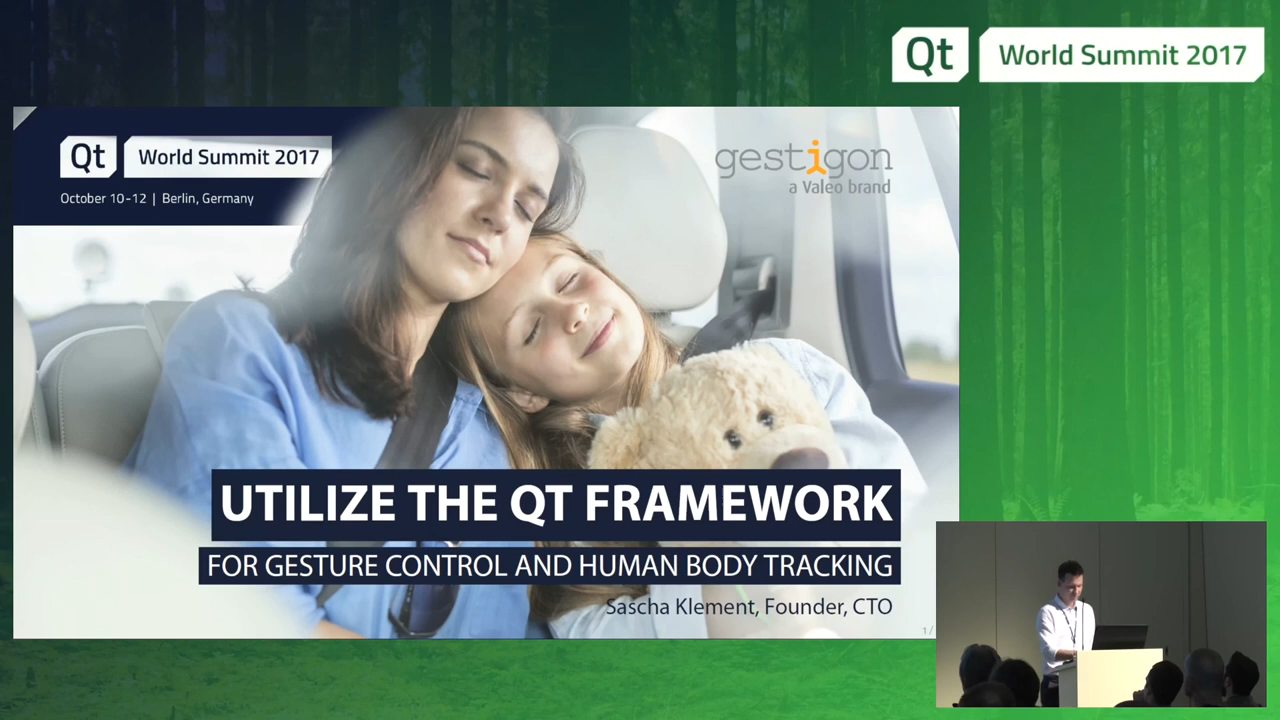 Qt World Summit 2017
Qt World Summit 2017
October 10-12 | Berlin, Germany
gestigon
a Valeo brand
UTILIZE THE QT FRAMEWORK
FOR GESTURE CONTROL AND HUMAN BODY TRACKING
Sascha Klement, Founder, CTO
1/